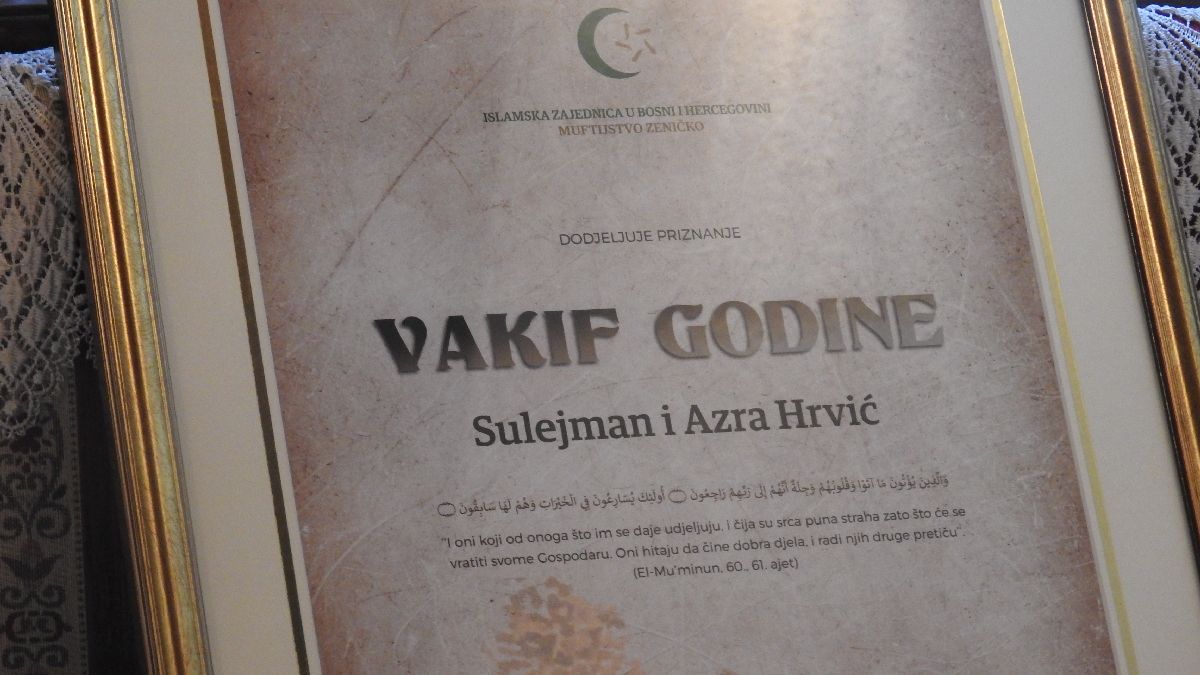 ISLAMSKA ZAJEDNICA U BOSNI I HERCEGOVINI
MUFTIJSTVO ZENIČKO
DODJELJUJE PRIZNANJE
VAKIF GODINE
Sulejman i Azra Hrvić
وَالَّذِينَ يُؤْتُونَ مَا آتَوْا وَقُلُوبُهُمْ وَجِلَةٌ أَنَّهُمْ إِلَىٰ رَبِّهِمْ رَاجِعُونَ ۝ أُولَٰئِكَ يُسَارِعُونَ فِي الْخَيْرَاتِ وَهُمْ لَهَا سَابِقُونَ ۝
"I oni koji od onoga što im se daje udjeljuju, i čija su srca puna straha zato što će se
vratiti svome Gospodaru. Oni hitaju da čine dobra djela, i radi njih druge pretiču".
(El-Mu'minun, 60., 61. ajet)